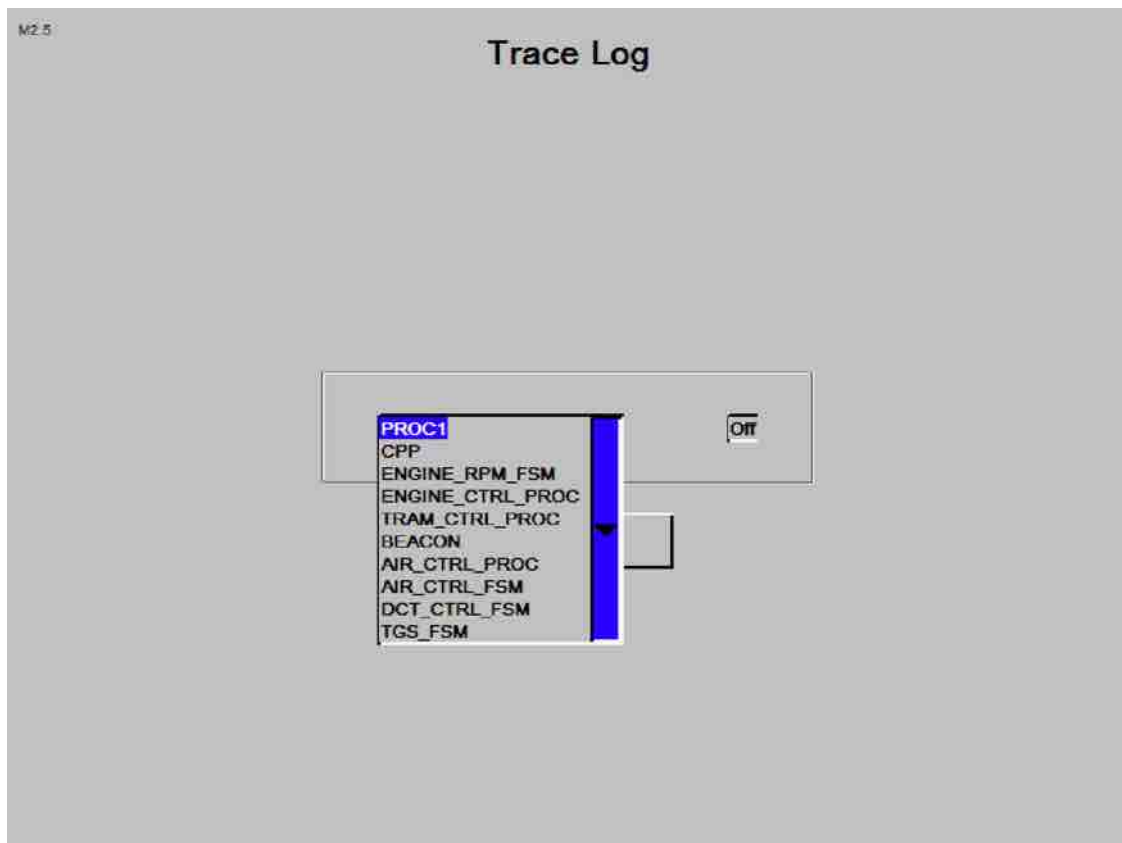 M2.5
Trace Log
PROC1
Off
CPP
ENGINE_RPM_FSM
ENGINE_CTRL_PROC
TRAM_CTRL_PROC
BEACON
AIR_CTRL_PROC
AIR_CTRL_FSM
DCT_CTRL_FSM
TGS_FSM